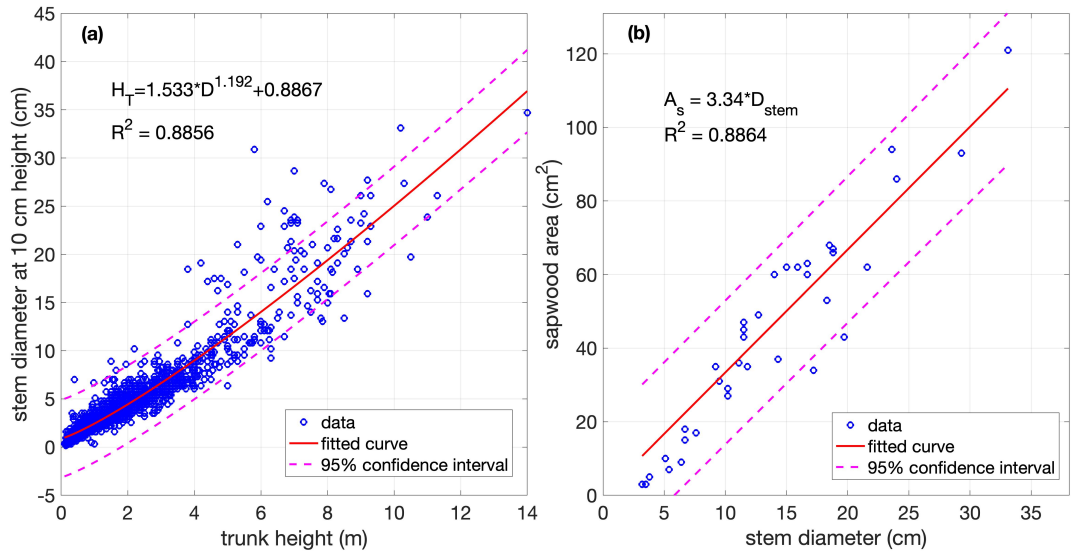 (a)
H_T=1.533*D^1.192+0.8867
R^2 = 0.8856
45
40
35
30
25
20
15
10
5
0
-5
stem diameter at 10 cm height (cm)
0 2 4 6 8 10 12 14
trunk height (m)
data
fitted curve
95% confidence interval
(b)
A_s = 3.34*D_stem
R^2 = 0.8864
120
100
80
60
40
20
0
sapwood area (cm^2)
0 5 10 15 20 25 30 35
stem diameter (cm)
data
fitted curve
95% confidence interval